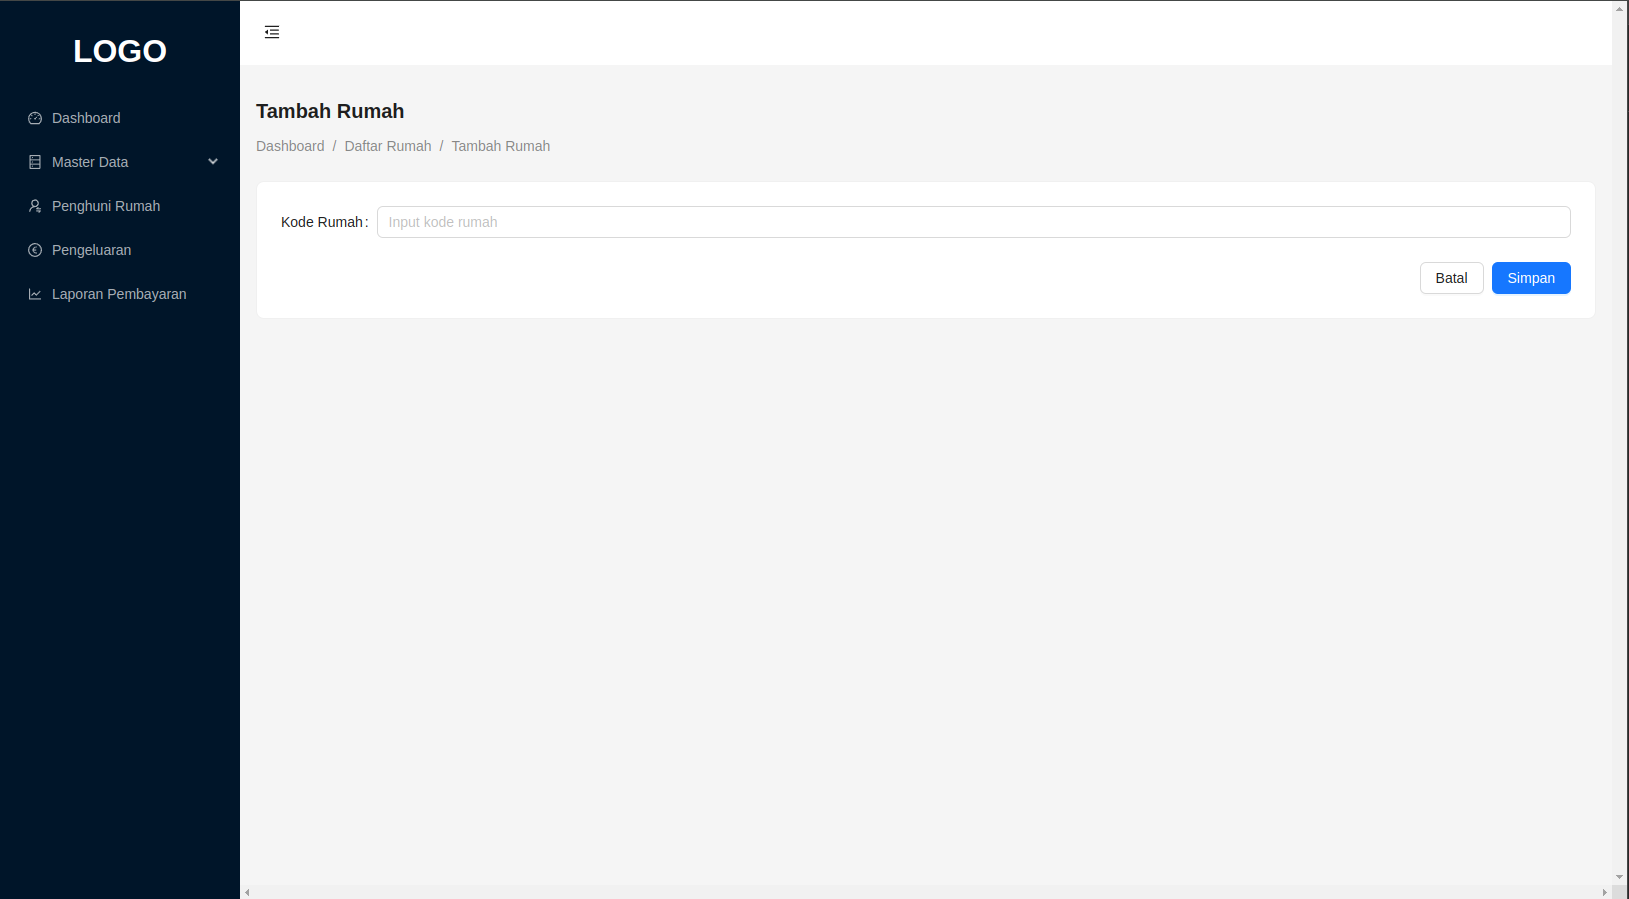 LOGO
Dashboard
Master Data
Penghuni Rumah
Pengeluaran
Laporan Pembayaran
Tambah Rumah
Dashboard / Daftar Rumah / Tambah Rumah
Kode Rumah: Input kode rumah
Batal Simpan